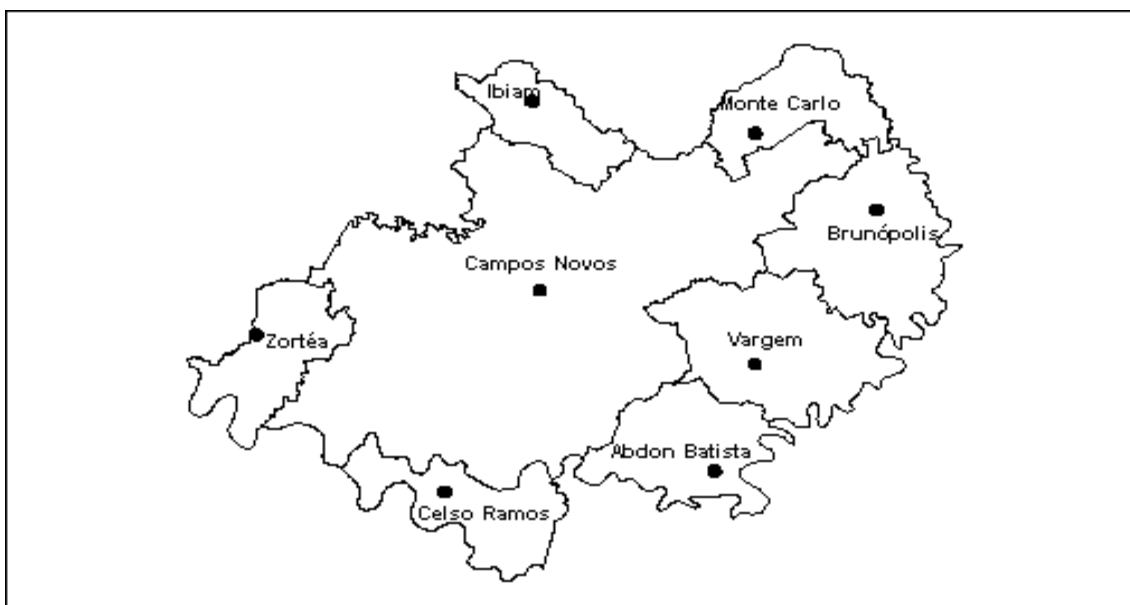 Ibiam
Monte Carlo
Brunópolis
Campos Novos
Zortéa
Vargem
Abdon Batista
Celso Ramos